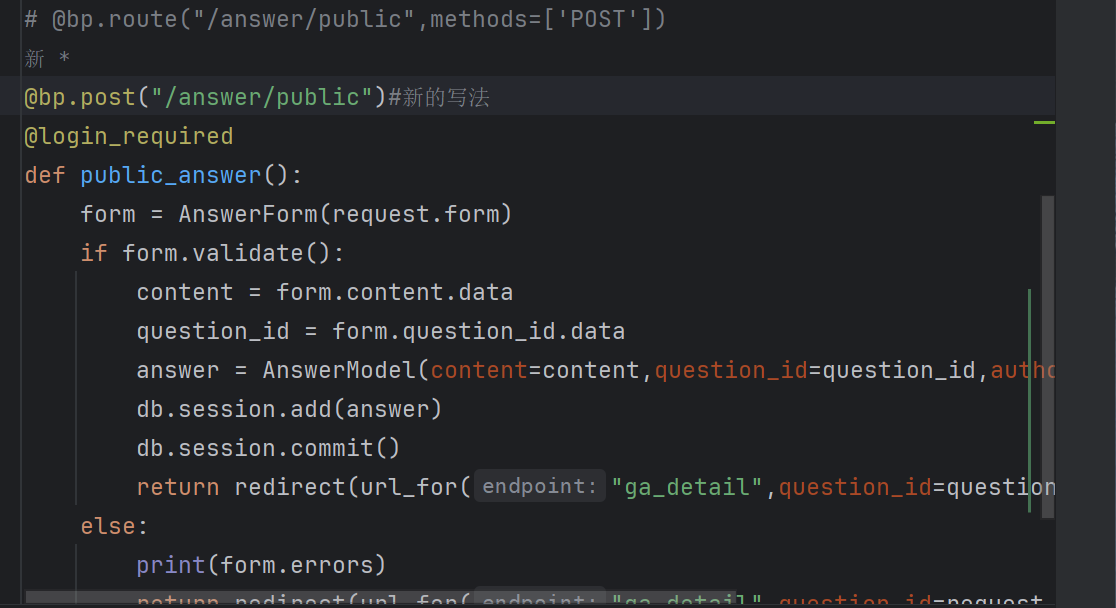 # @bp.route("/answer/public",methods=['POST'])
新 *
@bp.post("/answer/public")#新的写法
@login_required
def public_answer():
form = AnswerForm(request.form)
if form.validate():
content = form.content.data
question_id = form.question_id.data
answer = AnswerModel(content=content,question_id=question_id,autho
db.session.add(answer)
db.session.commit()
return redirect(url_for( endpoint: "ga_detail",question_id=question
else:
print(form.errors)
return redirect(url_for( endpoint: "ga_detail",question_id=request